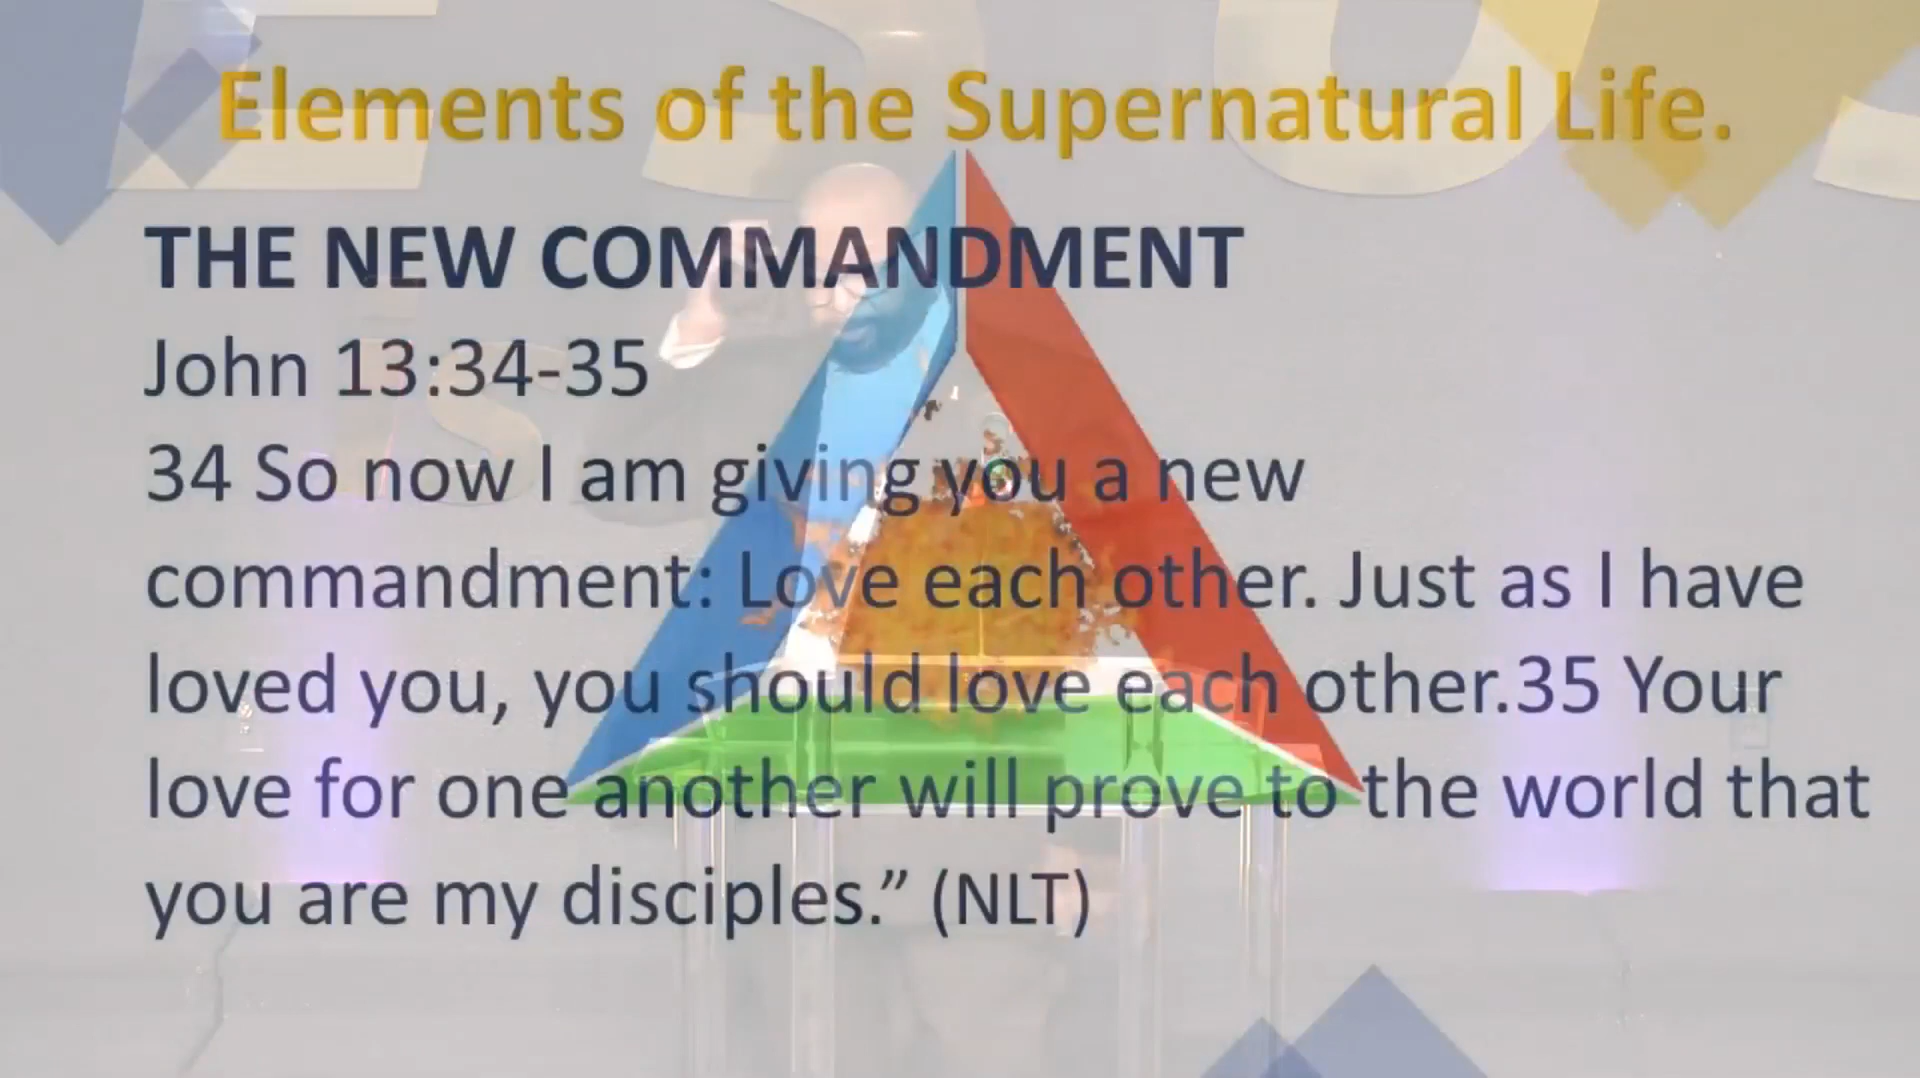 Elements of the Supernatural Life.
THE NEW COMMANDMENT
John 13:34-35
34 So now I am giving you a new
commandment: Love each other. Just as I have
loved you, you should love each other.35 Your
love for one another will prove to the world that
you are my disciples.” (NLT)